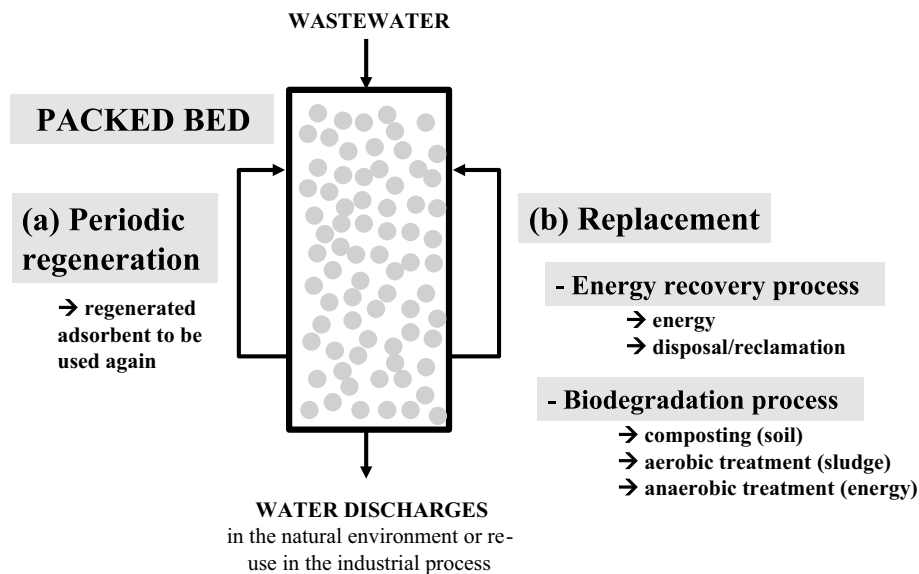 WASTEWATER
PACKED BED
(a) Periodic
regeneration
→ regenerated
adsorbent to be
used again
(b) Replacement
- Energy recovery process
→ energy
→ disposal/reclamation
- Biodegradation process
→ composting (soil)
→ aerobic treatment (sludge)
→ anaerobic treatment (energy)
WATER DISCHARGES
in the natural environment or re-
use in the industrial process